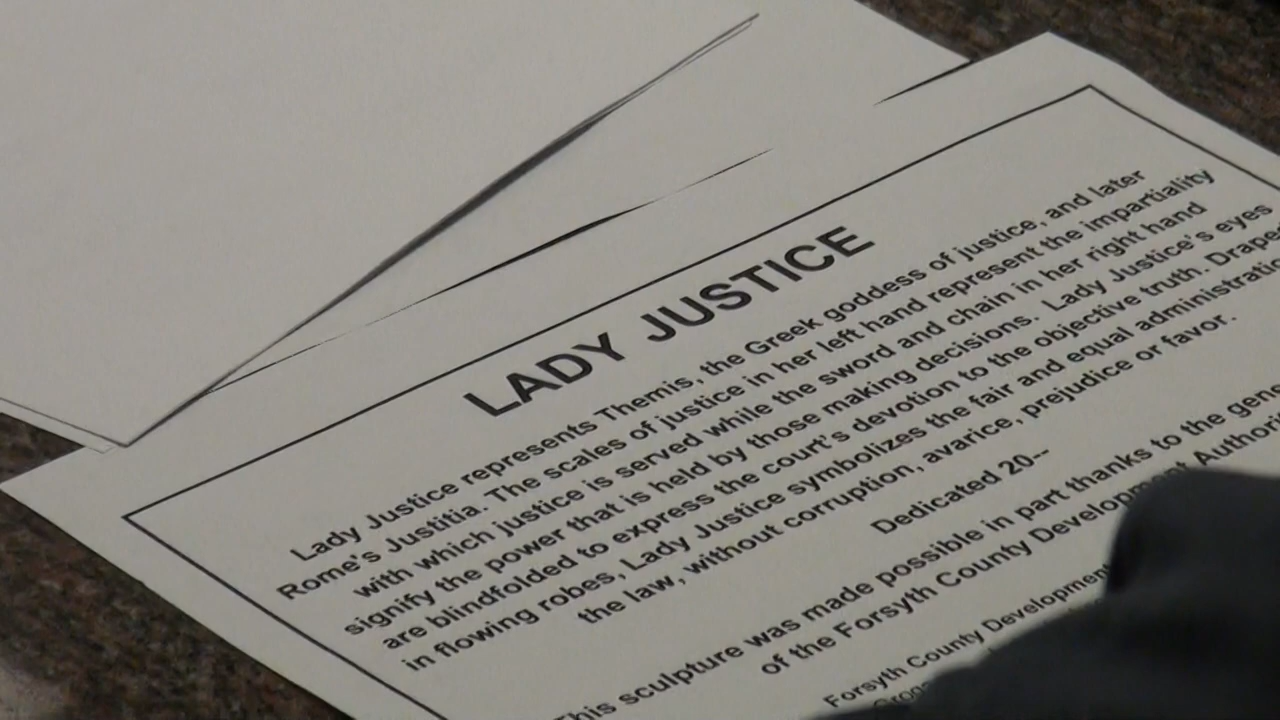 LADY JUSTICE
Lady Justice represents Themis, the Greek goddess of justice, and later
Rome's Justitia. The scales of justice in her left hand represent the impartiality
with which justice is served while the sword and chain in her right hand
signify the power that is held by those making decisions. Lady Justice's eyes
are blindfolded to express the court's devotion to the objective truth.
in flowing robes, Lady Justice symbolizes the fair and equal
the law, without corruption, avarice, prejudice or favor.
Dedicated 20--
This sculpture was made possible in part thanks to the
of the Forsyth County Development
Forsyth County Development